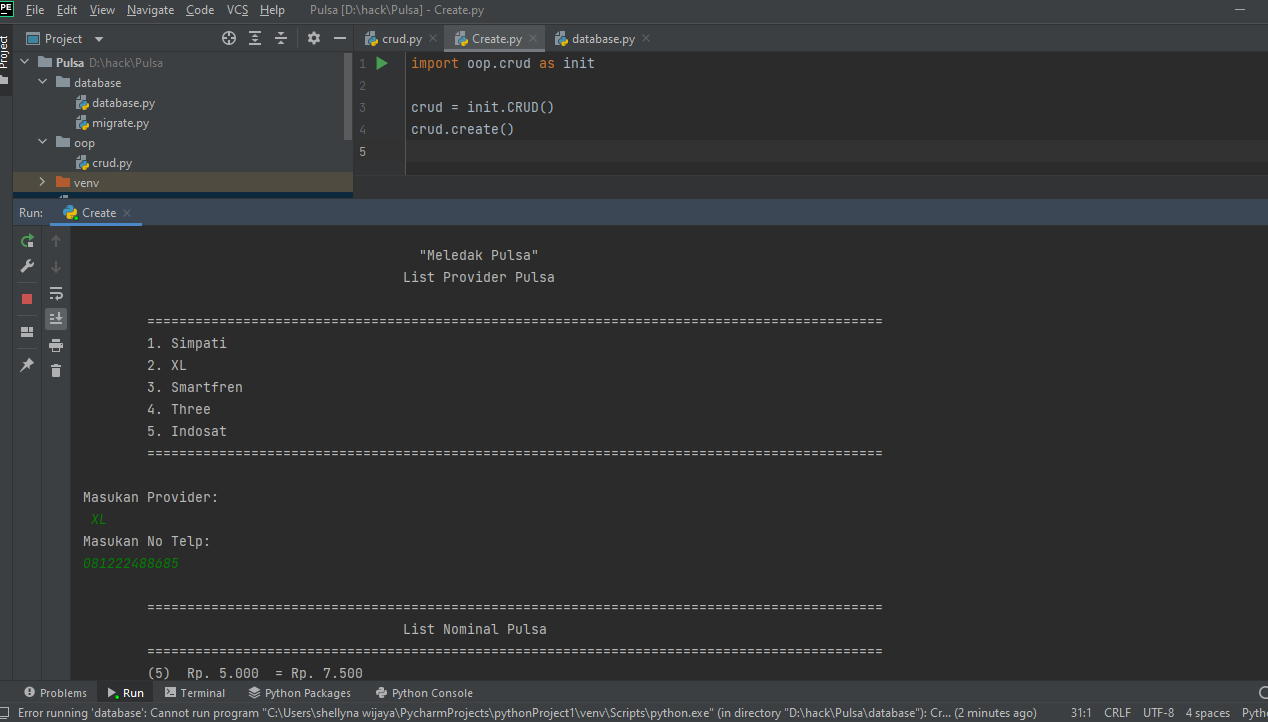 PE File Edit View Navigate Code VCS Help Pulsa [D:\hack\Pulsa] - Create.py
Project
Project crud.py Create.py database.py
Pulsa D:\hack\Pulsa
database
database.py
migrate.py
oop
crud.py
venv
1 import oop.crud as init
2
3 crud = init.CRUD()
4 crud.create()
5
Run: Create
"Meledak Pulsa"
List Provider Pulsa
============================================================================================
1. Simpati
2. XL
3. Smartfren
4. Three
5. Indosat
============================================================================================
Masukan Provider:
XL
Masukan No Telp:
081222488685
============================================================================================
List Nominal Pulsa
============================================================================================
(5) Rp. 5.000 = Rp. 7.500
Problems Run Terminal Python Packages Python Console
Error running 'database': Cannot run program "C:\Users\shellyna wijaya\PycharmProjects\pythonProject1\venv\Scripts\python.exe" (in directory "D:\hack\Pulsa\database"): Cr... (2 minutes ago) 31:1 CRLF UTF-8 4 spaces Pyth